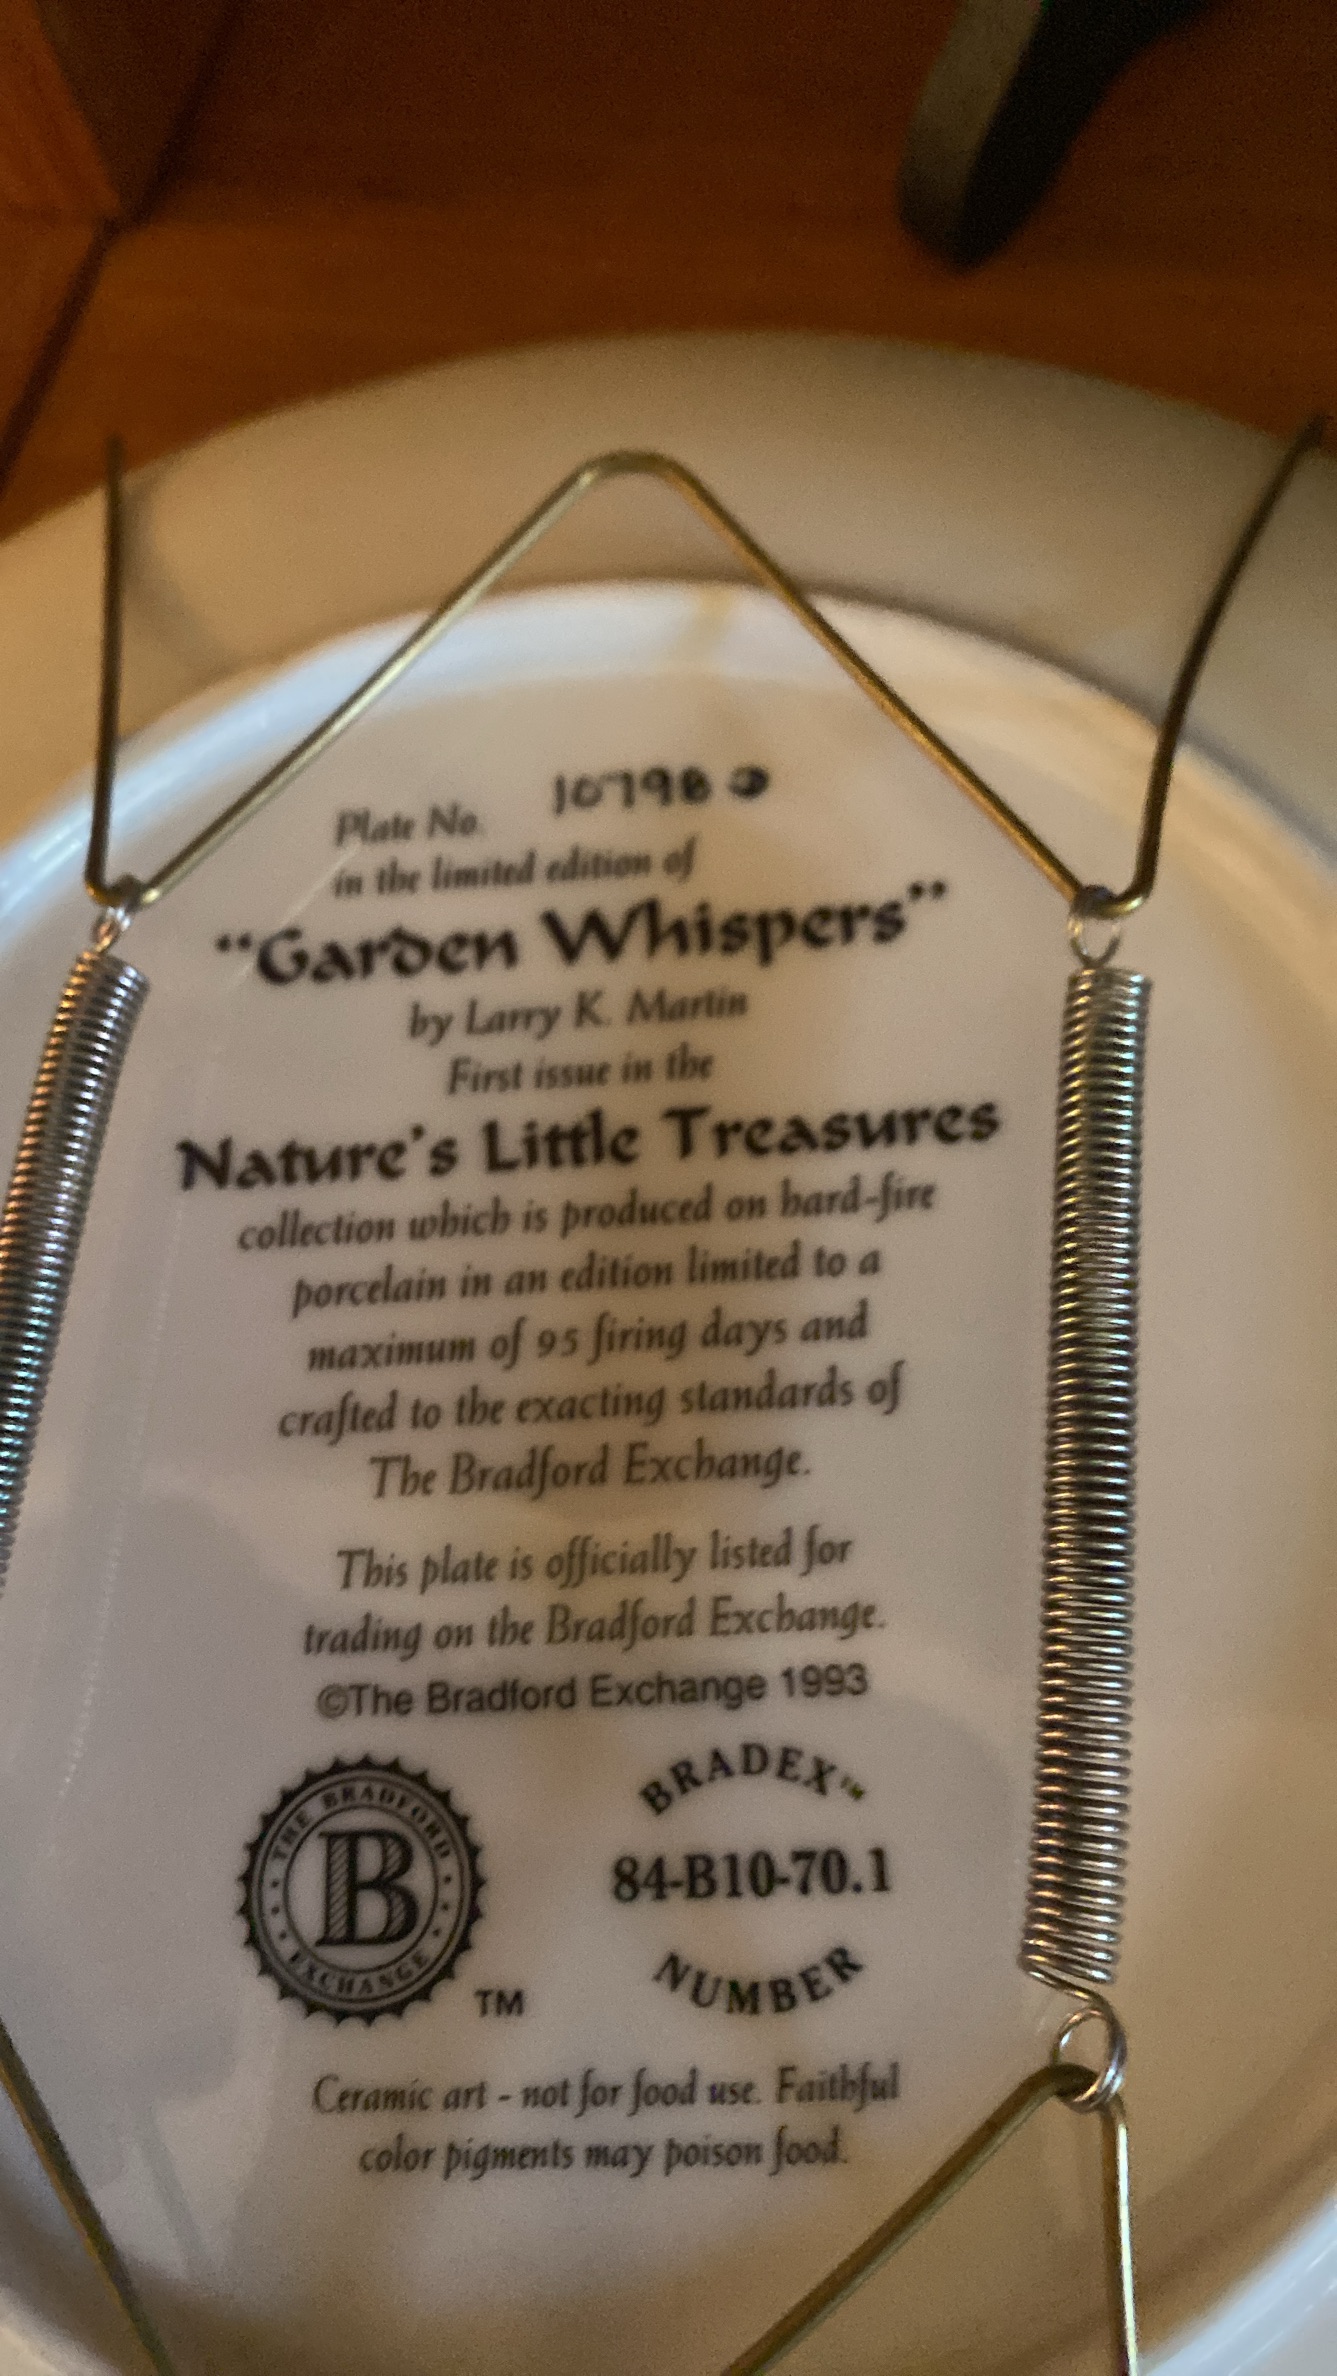 Plate No. 10798
in the limited edition of
“Garden Whispers”
by Larry K. Martin
First issue in the
Nature's Little Treasures
collection which is produced on hard-fire
porcelain in an edition limited to a
maximum of 95 firing days and
crafted to the exacting standards of
The Bradford Exchange.
This plate is officially listed for
trading on the Bradford Exchange.
©The Bradford Exchange 1993
THE BRADFORD
B
EXCHANGE
TM
BRADEX™
84-B10-70.1
NUMBER
Ceramic art - not for food use. Faithful
color pigments may poison food.